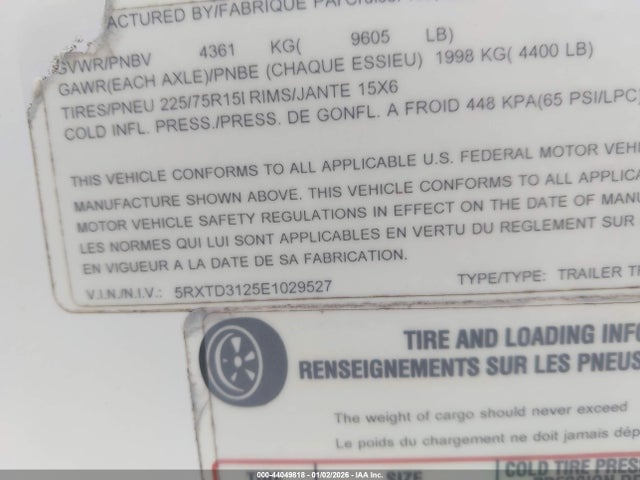 ACTURED BY/FABRIQUE PAR
GVWR/PNBV 4361 KG( 9605 LB)
GAWR(EACH AXLE)/PNBE (CHAQUE ESSIEU) 1998 KG( 4400 LB)
TIRES/PNEU 225/75R15I RIMS/JANTE 15X6
COLD INFL. PRESS./PRESS. DE GONFL. A FROID 448 KPA(65 PSI/LPC)
THIS VEHICLE CONFORMS TO ALL APPLICABLE U.S. FEDERAL MOTOR VEH
MANUFACTURE SHOWN ABOVE. THIS VEHICLE CONFORMS TO ALL APPLICA
MOTOR VEHICLE SAFETY REGULATIONS IN EFFECT ON THE DATE OF MANU
LES NORMES QUI LUI SONT APPLICABLES EN VERTU DU REGLEMENT SUR
EN VIGUEUR A LA DATE DE SA FABRICATION.
V.I.N./N.I.V.: 5RXTD3125E1029527 TYPE/TYPE: TRAILER TR
TIRE AND LOADING INFO
RENSEIGNEMENTS SUR LES PNEUS
The weight of cargo should never exceed
Le poids du chargement ne doit jamais dép
SIZE COLD TIRE PRES
000-44049818 - 01/02/2026 - IAA Inc.